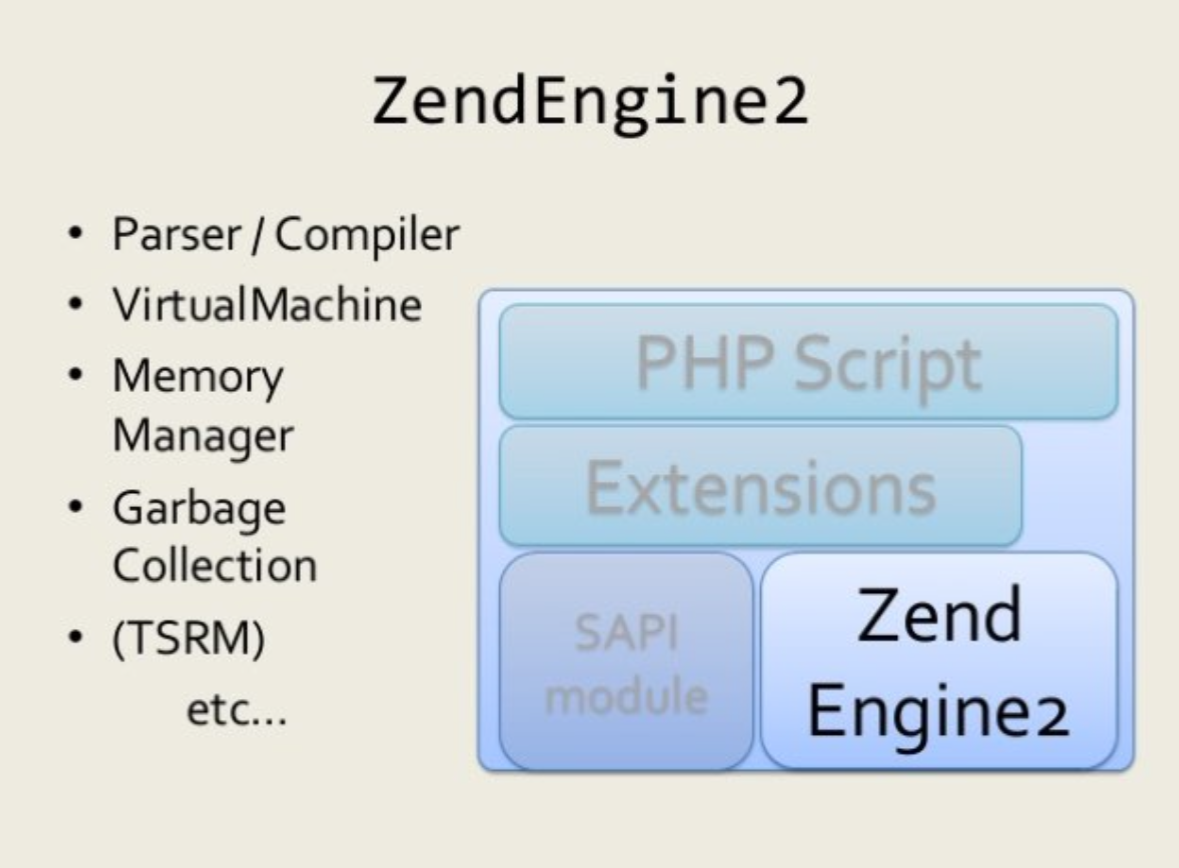 ZendEngine2
• Parser / Compiler
• VirtualMachine
• Memory
Manager
• Garbage
Collection
• (TSRM)
etc...
PHP Script
Extensions
SAPI
module
Zend
Engine2